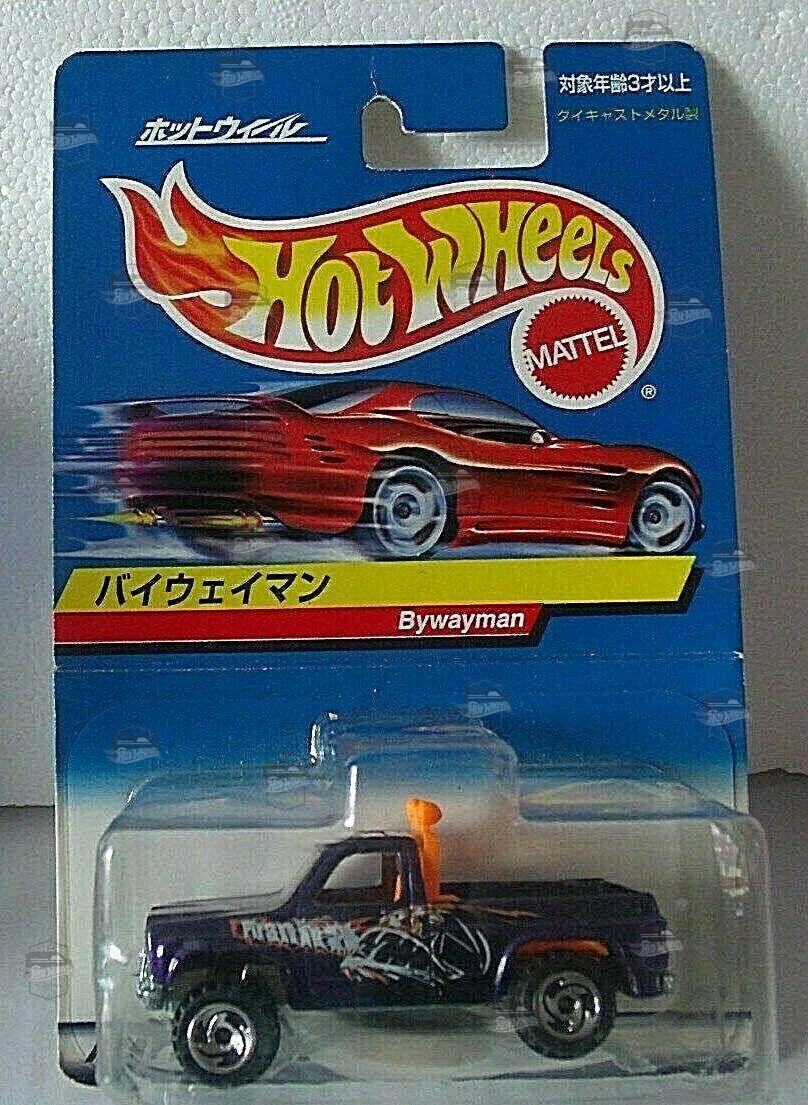 対象年齢3才以上
ダイキャストメタル製
ホットウィール
HOT WHEELS
MATTEL
®
バイウェイマン
Bywayman